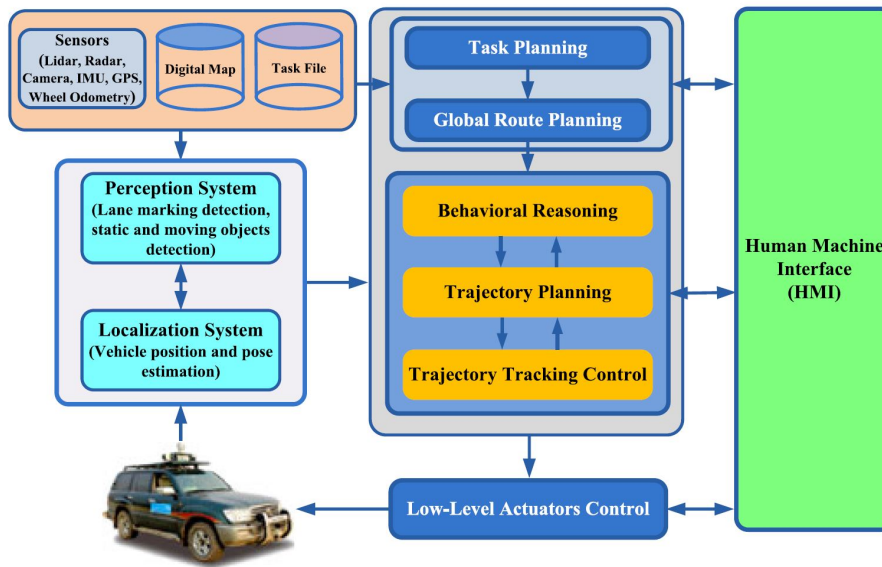 Sensors
(Lidar, Radar,
Camera, IMU, GPS,
Wheel Odometry)
Digital Map
Task File
Task Planning
Global Route Planning
Perception System
(Lane marking detection,
static and moving objects
detection)
Localization System
(Vehicle position and pose
estimation)
Behavioral Reasoning
Trajectory Planning
Trajectory Tracking Control
Low-Level Actuators Control
Human Machine
Interface
(HMI)